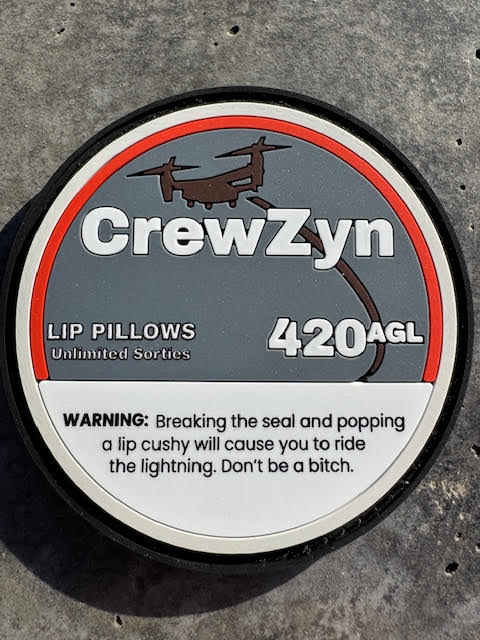 CrewZyn
LIP PILLOWS
Unlimited Sorties
420AGL
WARNING: Breaking the seal and popping
a lip cushy will cause you to ride
the lightning. Don't be a bitch.